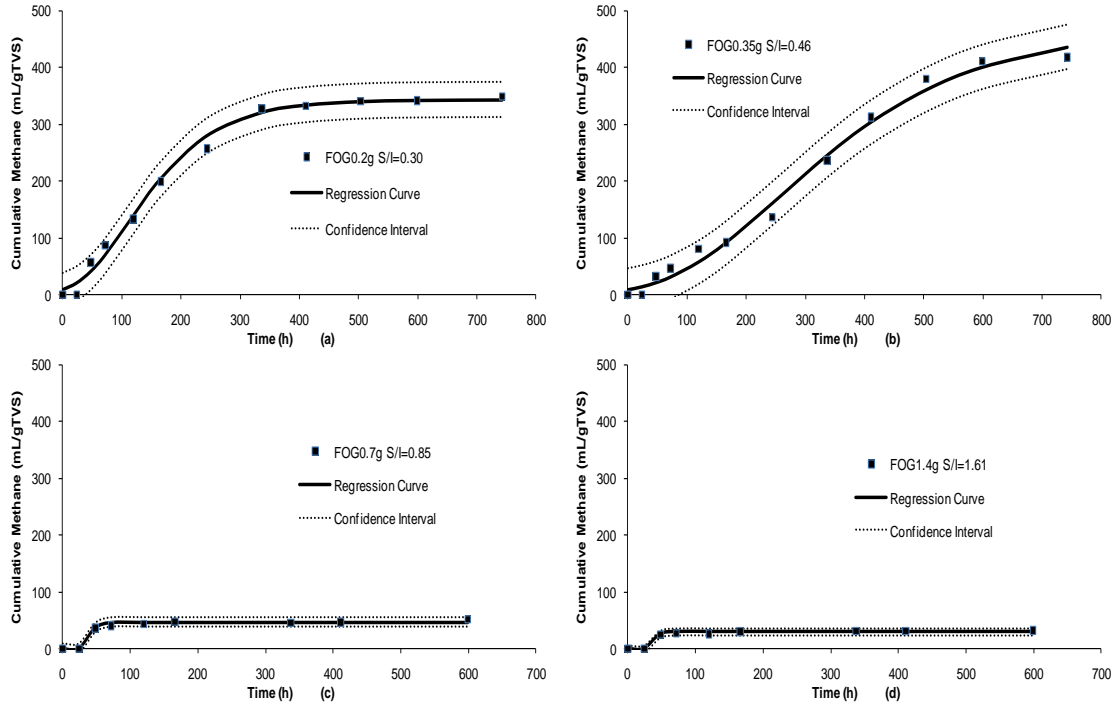 Cumulative Methane (mL/gTVS)
500
400
300
200
100
0
FOG0.2g S/I=0.30
Regression Curve
Confidence Interval
0 100 200 300 400 500 600 700 800
Time (h) (a)
Cumulative Methane (mL/gTVS)
500
400
300
200
100
0
FOG0.35g S/I=0.46
Regression Curve
Confidence Interval
0 100 200 300 400 500 600 700 800
Time (h) (b)
Cumulative Methane (mL/gTVS)
500
400
300
200
100
0
FOG0.7g S/I=0.85
Regression Curve
Confidence Interval
0 100 200 300 400 500 600 700
Time (h) (c)
Cumulative Methane (mL/gTVS)
500
400
300
200
100
0
FOG1.4g S/I=1.61
Regression Curve
Confidence Interval
0 100 200 300 400 500 600 700
Time (h) (d)